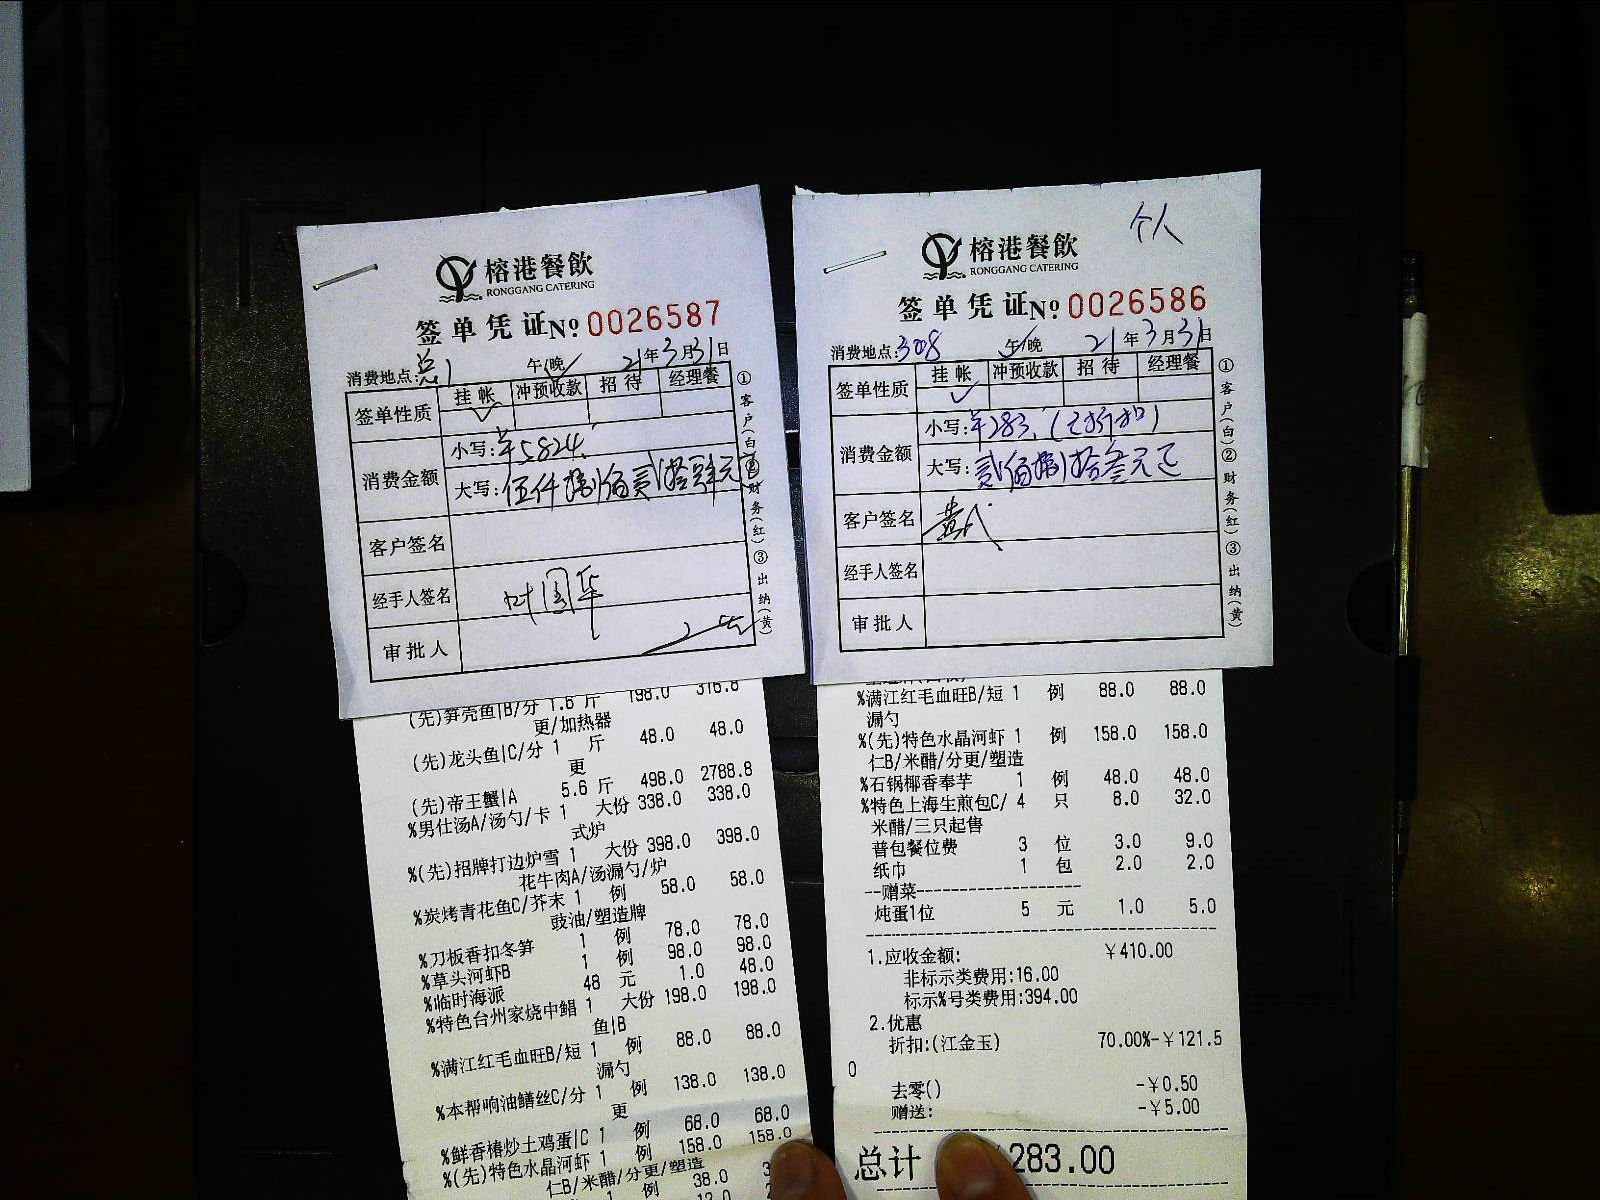 榕港餐飲
RONGGANG CATERING
签单凭证No 0026587
消费地点: 总1 午/晚 21年3月31日
签单性质 挂帐 冲预收款 招待 经理餐
消费金额 小写:¥5824.
大写:伍仟捌佰贰拾肆元
客户签名
经手人签名 叶国华
审批人
①客户(白)②财务(红)③出纳(黄)
(先)笋壳鱼|B/分 1.6 斤 198.0 316.8
更/加热器
(先)龙头鱼|C/分 1 斤 48.0 48.0
更
(先)帝王蟹|A 5.6 斤 498.0 2788.8
%男仕汤A/汤勺/卡 1 大份 338.0 338.0
式炉
%(先)招牌打边炉雪 1 大份 398.0 398.0
花牛肉A/汤漏勺/炉
%炭烤青花鱼C/芥末 1 例 58.0 58.0
豉油/塑造牌
%刀板香扣冬笋 1 例 78.0 78.0
%草头河虾B 1 例 98.0 98.0
%临时海派 48 元 1.0 48.0
%特色台州家烧中鲳 1 大份 198.0 198.0
鱼|B
%满江红毛血旺B/短 1 例 88.0 88.0
漏勺
%本帮响油鳝丝C/分 1 例 138.0 138.0
更
%鲜香椿炒土鸡蛋|C 1 例 68.0 68.0
%(先)特色水晶河虾 1 例 158.0 158.0
仁B/米醋/分更/塑造
1 例 38.0
个人
榕港餐飲
RONGGANG CATERING
签单凭证No 0026586
消费地点:308 午/晚 21年3月31日
签单性质 挂帐 冲预收款 招待 经理餐
消费金额 小写:¥283.(已折扣)
大写:贰佰捌拾叁元正
客户签名
经手人签名
审批人
①客户(白)②财务(红)③出纳(黄)
%满江红毛血旺B/短 1 例 88.0 88.0
漏勺
%(先)特色水晶河虾 1 例 158.0 158.0
仁B/米醋/分更/塑造
%石锅椰香奉芋 1 例 48.0 48.0
%特色上海生煎包C/ 4 只 8.0 32.0
米醋/三只起售
普包餐位费 3 位 3.0 9.0
纸巾 1 包 2.0 2.0
--赠菜--
炖蛋1位 5 元 1.0 5.0
1.应收金额: ¥410.00
非标示类费用:16.00
标示%号类费用:394.00
2.优惠
折扣:(江金玉) 70.00%-¥121.5
0
去零() -¥0.50
赠送: -¥5.00
总计 283.00